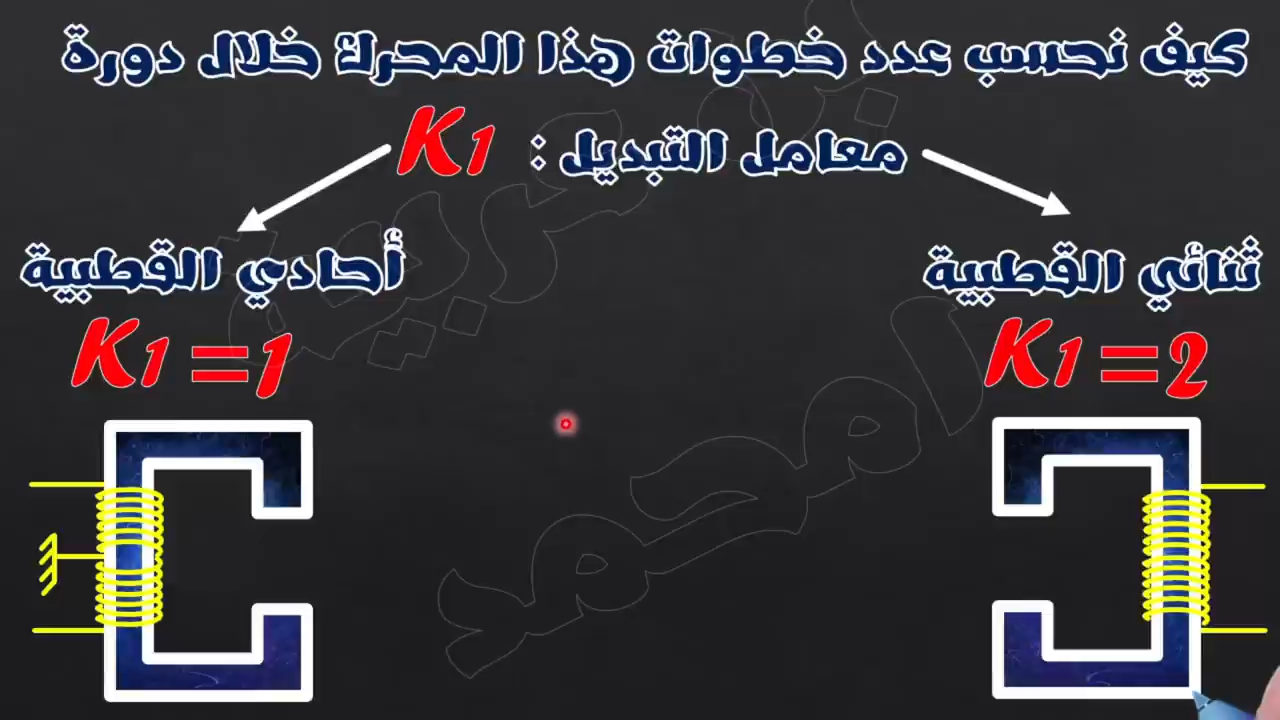 كيف نحسب عدد خطوات هذا المحرك خلال دورة
معامل التبديل : K1
ثنائي القطبية
K1=2
أحادي القطبية
K1=1
امحمد